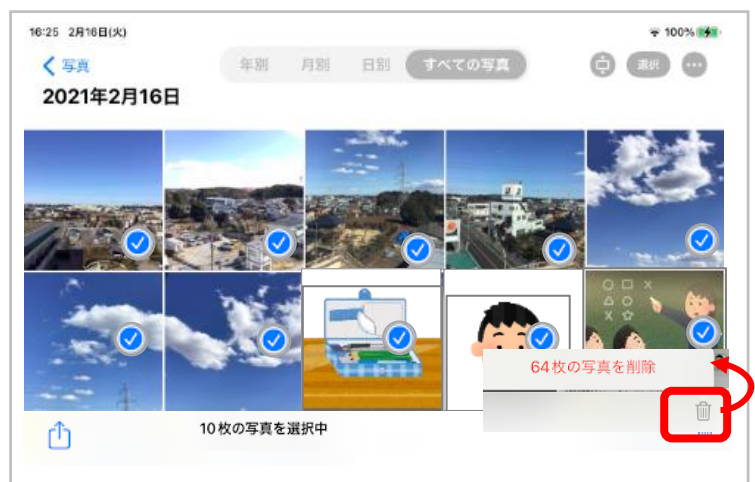 16:25 2月16日(火)
100%
写真
年別 月別 日別 すべての写真
選択
2021年2月16日
64枚の写真を削除
10枚の写真を選択中